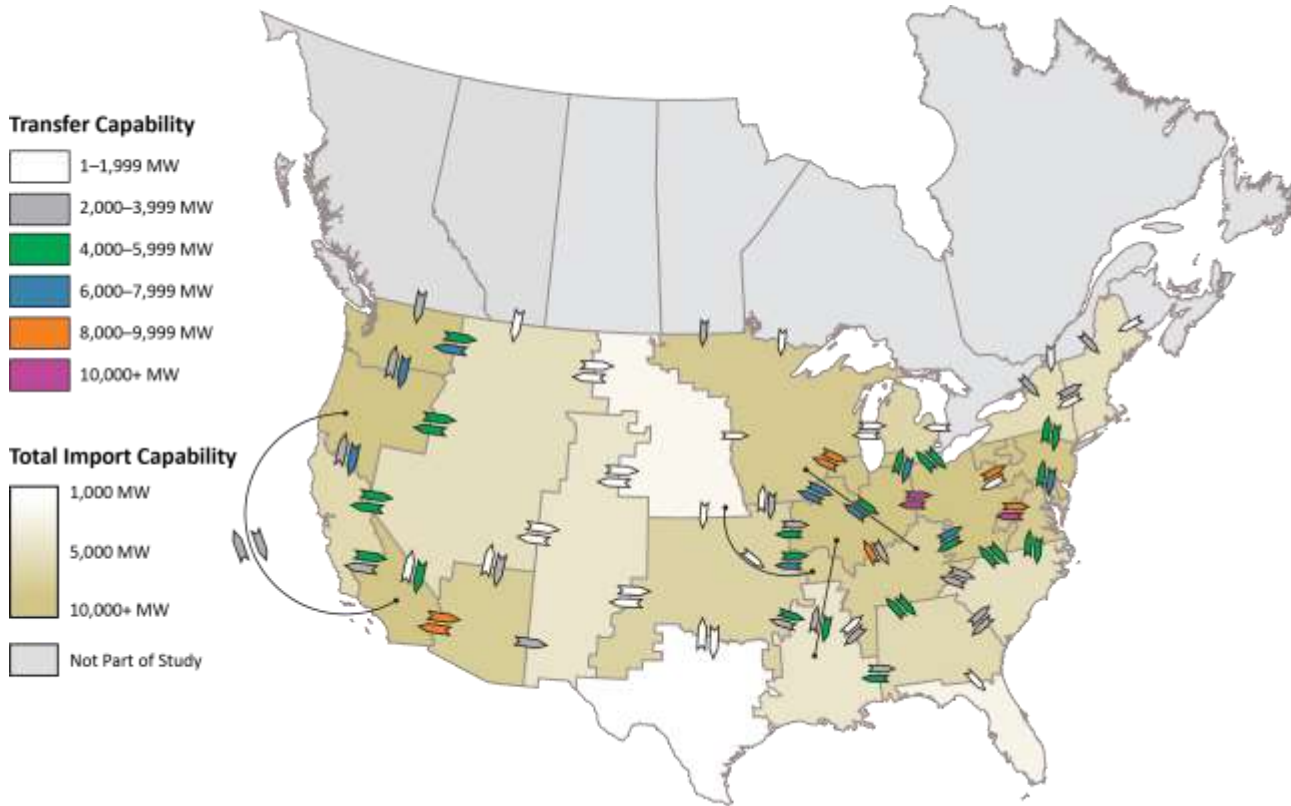 Transfer Capability
1–1,999 MW
2,000–3,999 MW
4,000–5,999 MW
6,000–7,999 MW
8,000–9,999 MW
10,000+ MW
Total Import Capability
1,000 MW
5,000 MW
10,000+ MW
Not Part of Study